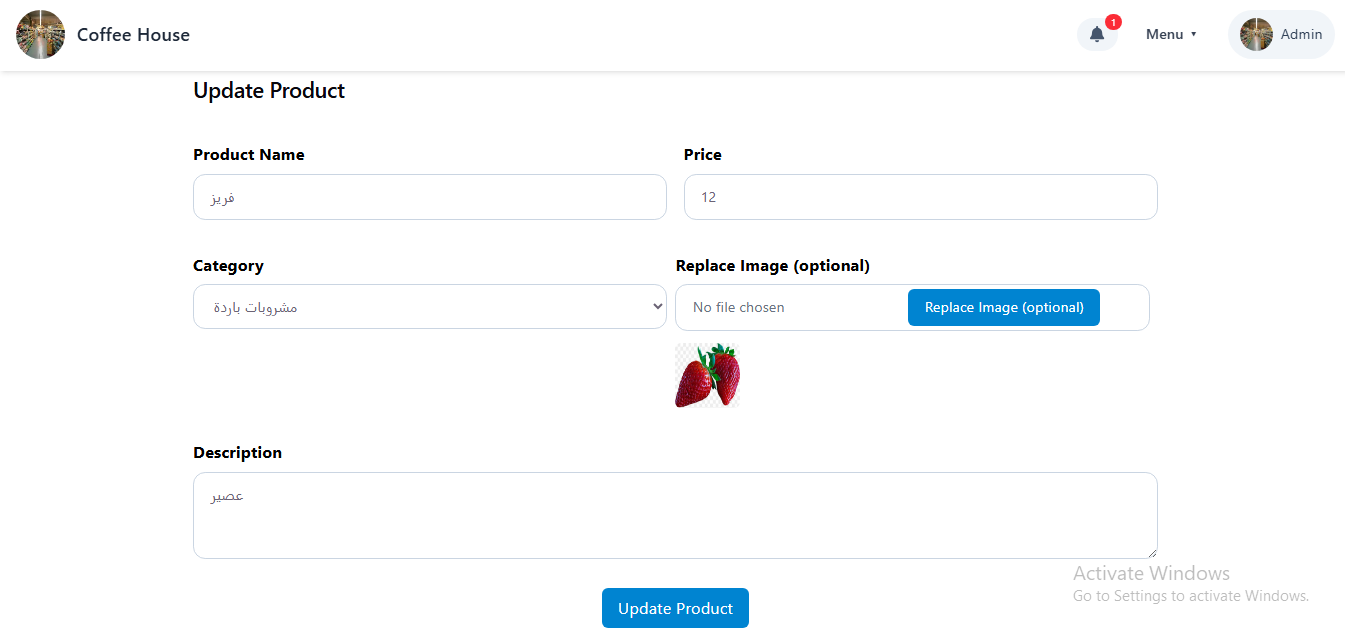 Coffee House
1
Menu ▾
Admin
Update Product
Product Name
Price
فريز
12
Category
Replace Image (optional)
مشروبات باردة
No file chosen
Replace Image (optional)
Description
عصير
Activate Windows
Go to Settings to activate Windows.
Update Product